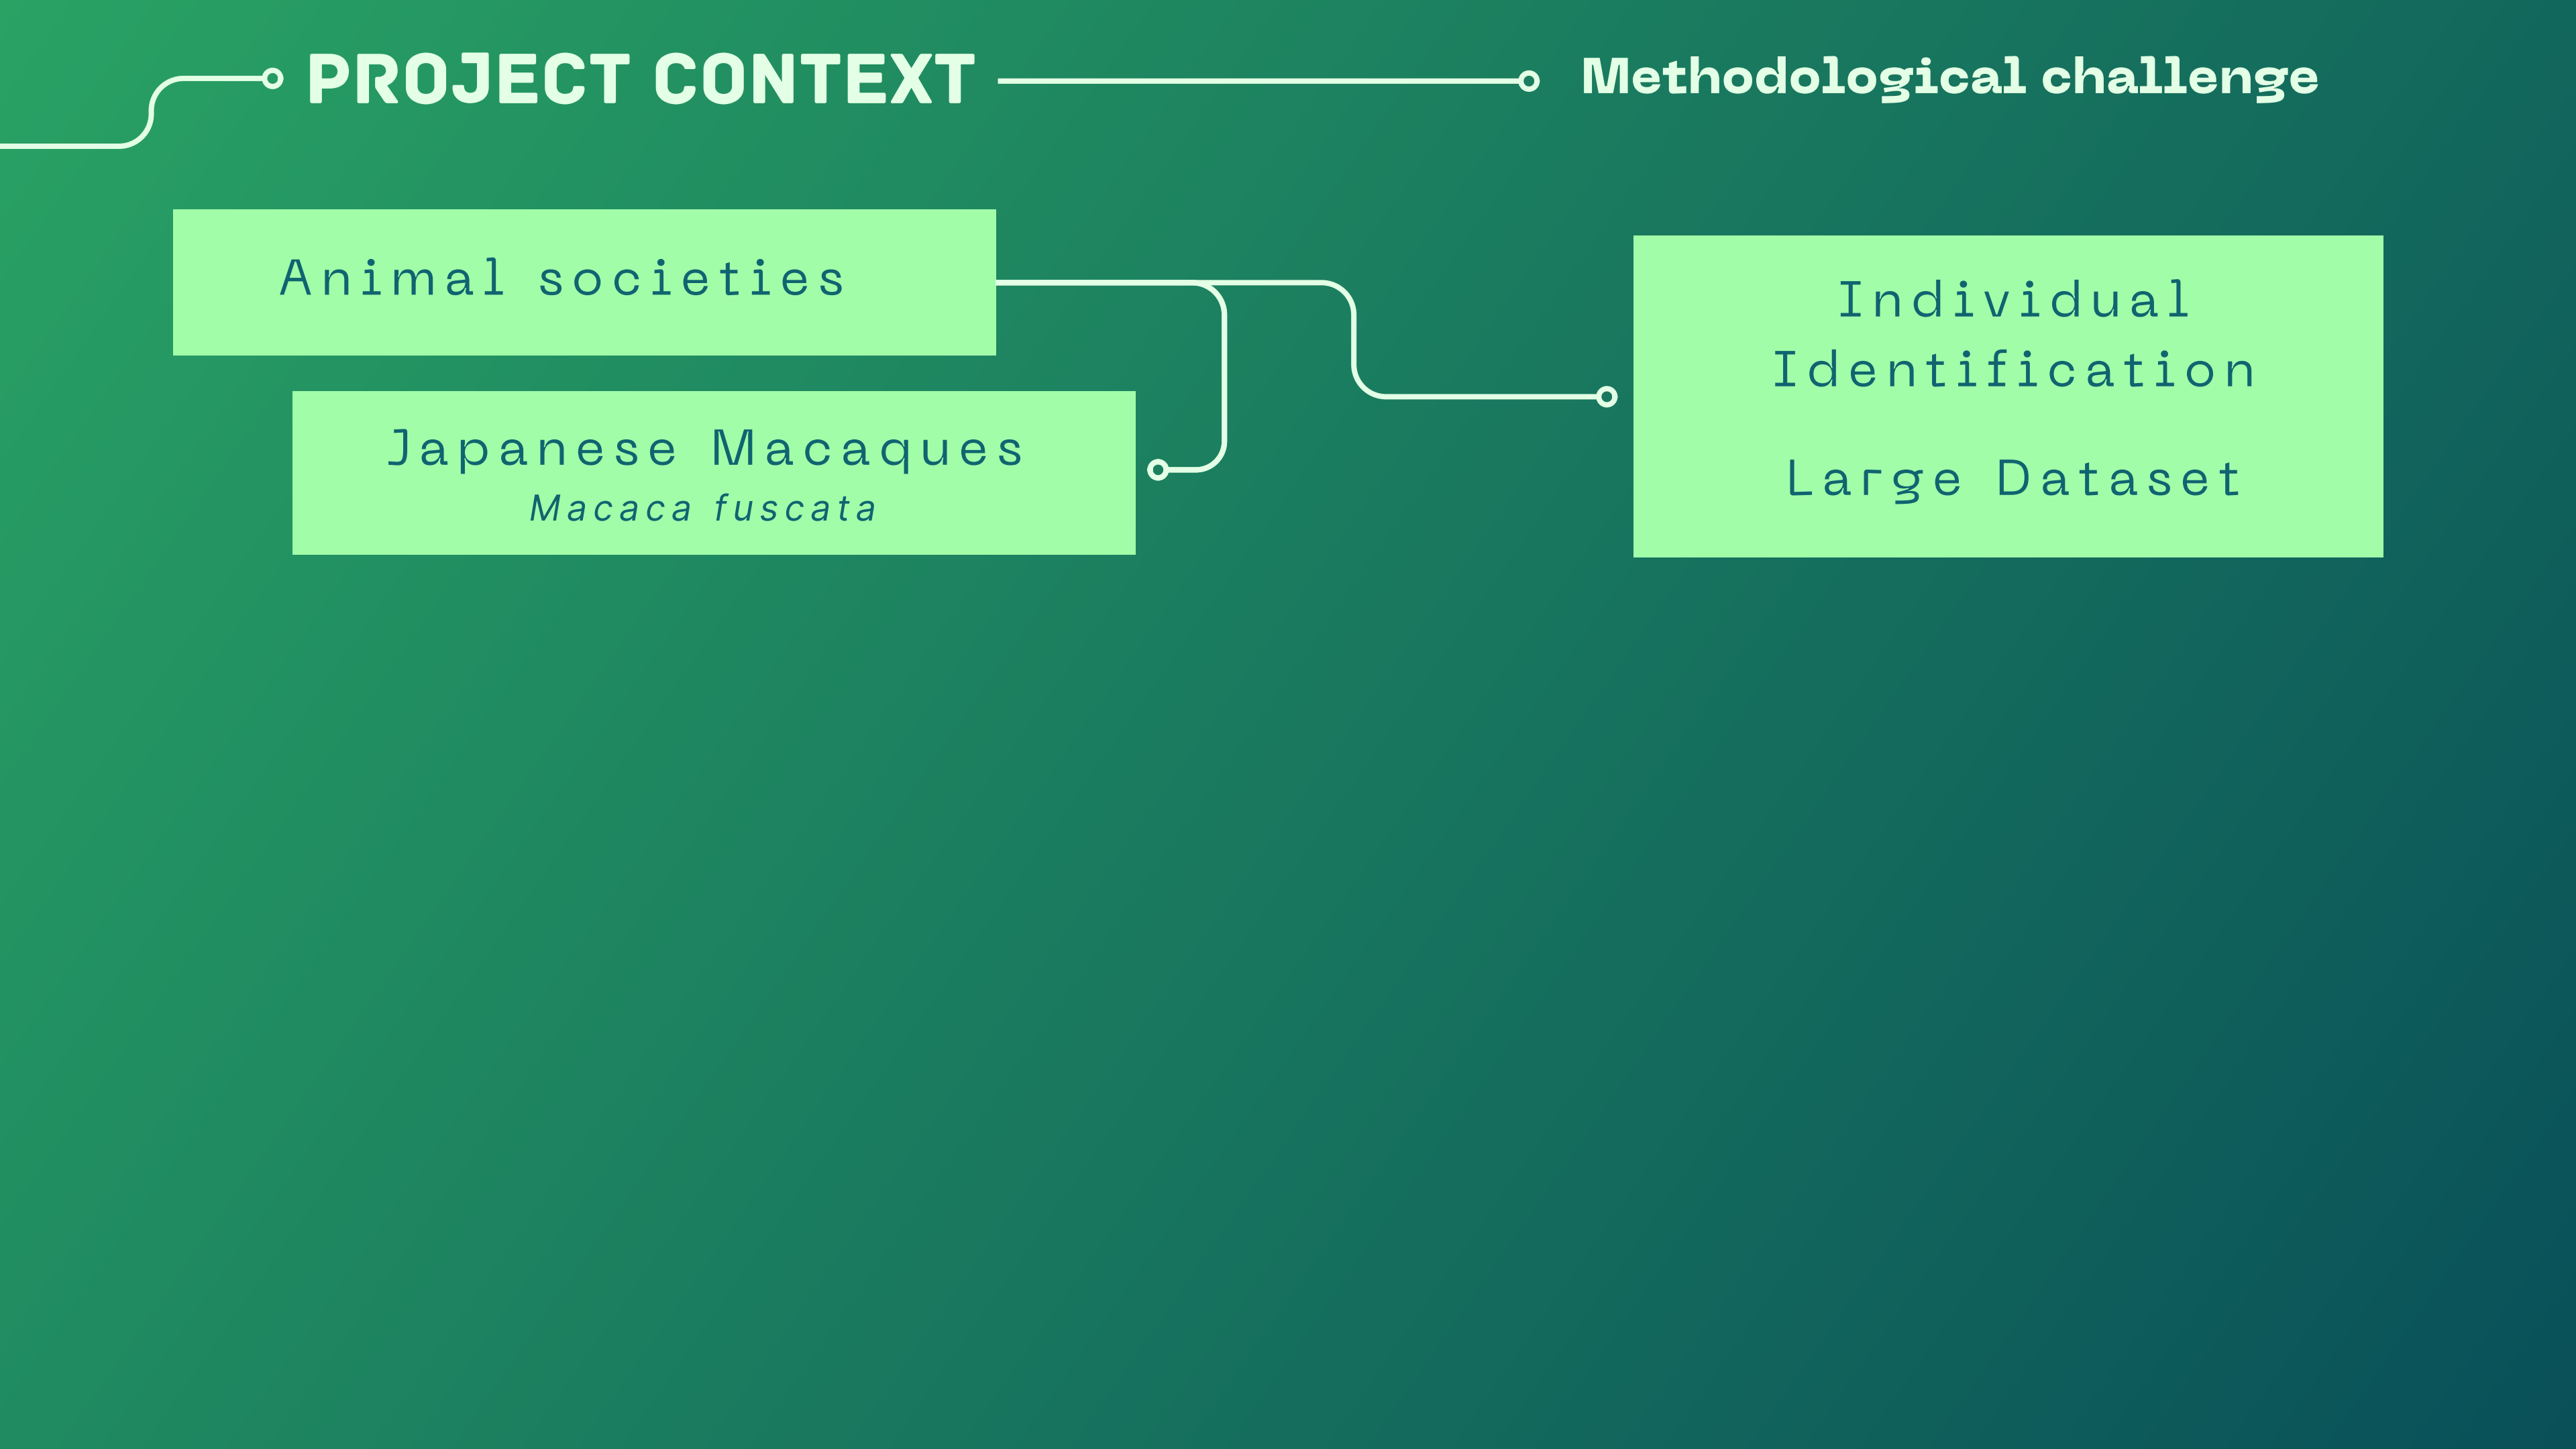 PROJECT CONTEXT
Methodological challenge
Animal societies
Japanese Macaques
Macaca fuscata
Individual
Identification
Large Dataset